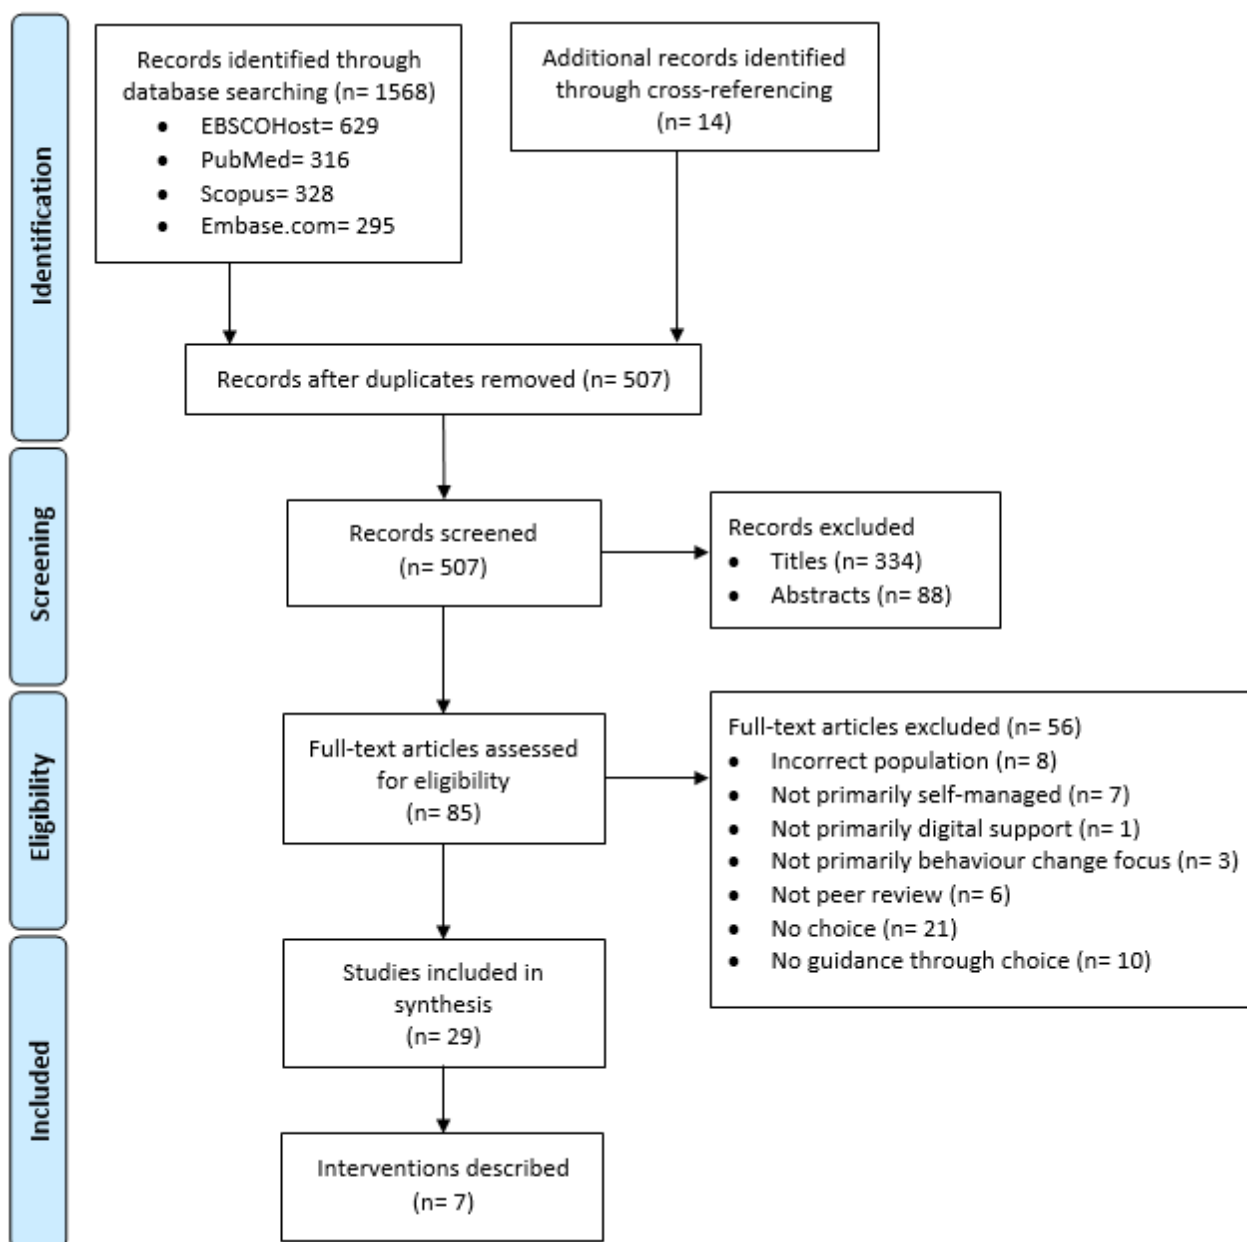 Identification
Records identified through
database searching (n= 1568)
• EBSCOHost= 629
• PubMed= 316
• Scopus= 328
• Embase.com= 295
Additional records identified
through cross-referencing
(n= 14)
Records after duplicates removed (n= 507)
Screening
Records screened
(n= 507)
Records excluded
• Titles (n= 334)
• Abstracts (n= 88)
Eligibility
Full-text articles assessed
for eligibility
(n= 85)
Full-text articles excluded (n= 56)
• Incorrect population (n= 8)
• Not primarily self-managed (n= 7)
• Not primarily digital support (n= 1)
• Not primarily behaviour change focus (n= 3)
• Not peer review (n= 6)
• No choice (n= 21)
• No guidance through choice (n= 10)
Included
Studies included in
synthesis
(n= 29)
Interventions described
(n= 7)